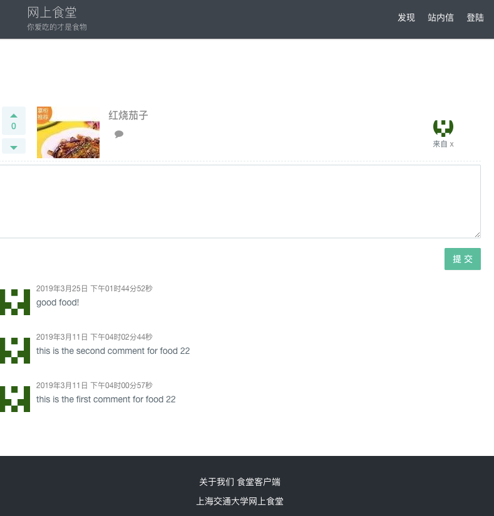 网上食堂
你爱吃的才是食物
发现 站内信 登陆
0
红烧茄子
来自 x
提 交
2019年3月25日 下午01时44分52秒
good food!
2019年3月11日 下午04时02分44秒
this is the second comment for food 22
2019年3月11日 下午04时00分57秒
this is the first comment for food 22
关于我们 食堂客户端
上海交通大学网上食堂